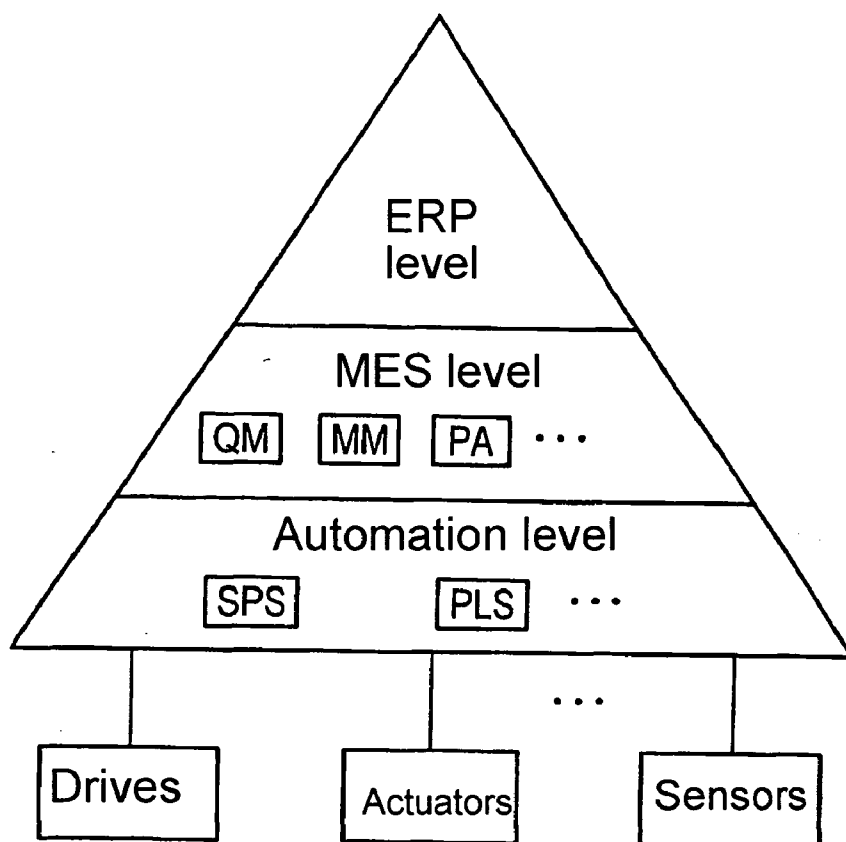 ERP
level
MES level
QM MM PA ...
Automation level
SPS PLS ...
...
Drives Actuators Sensors